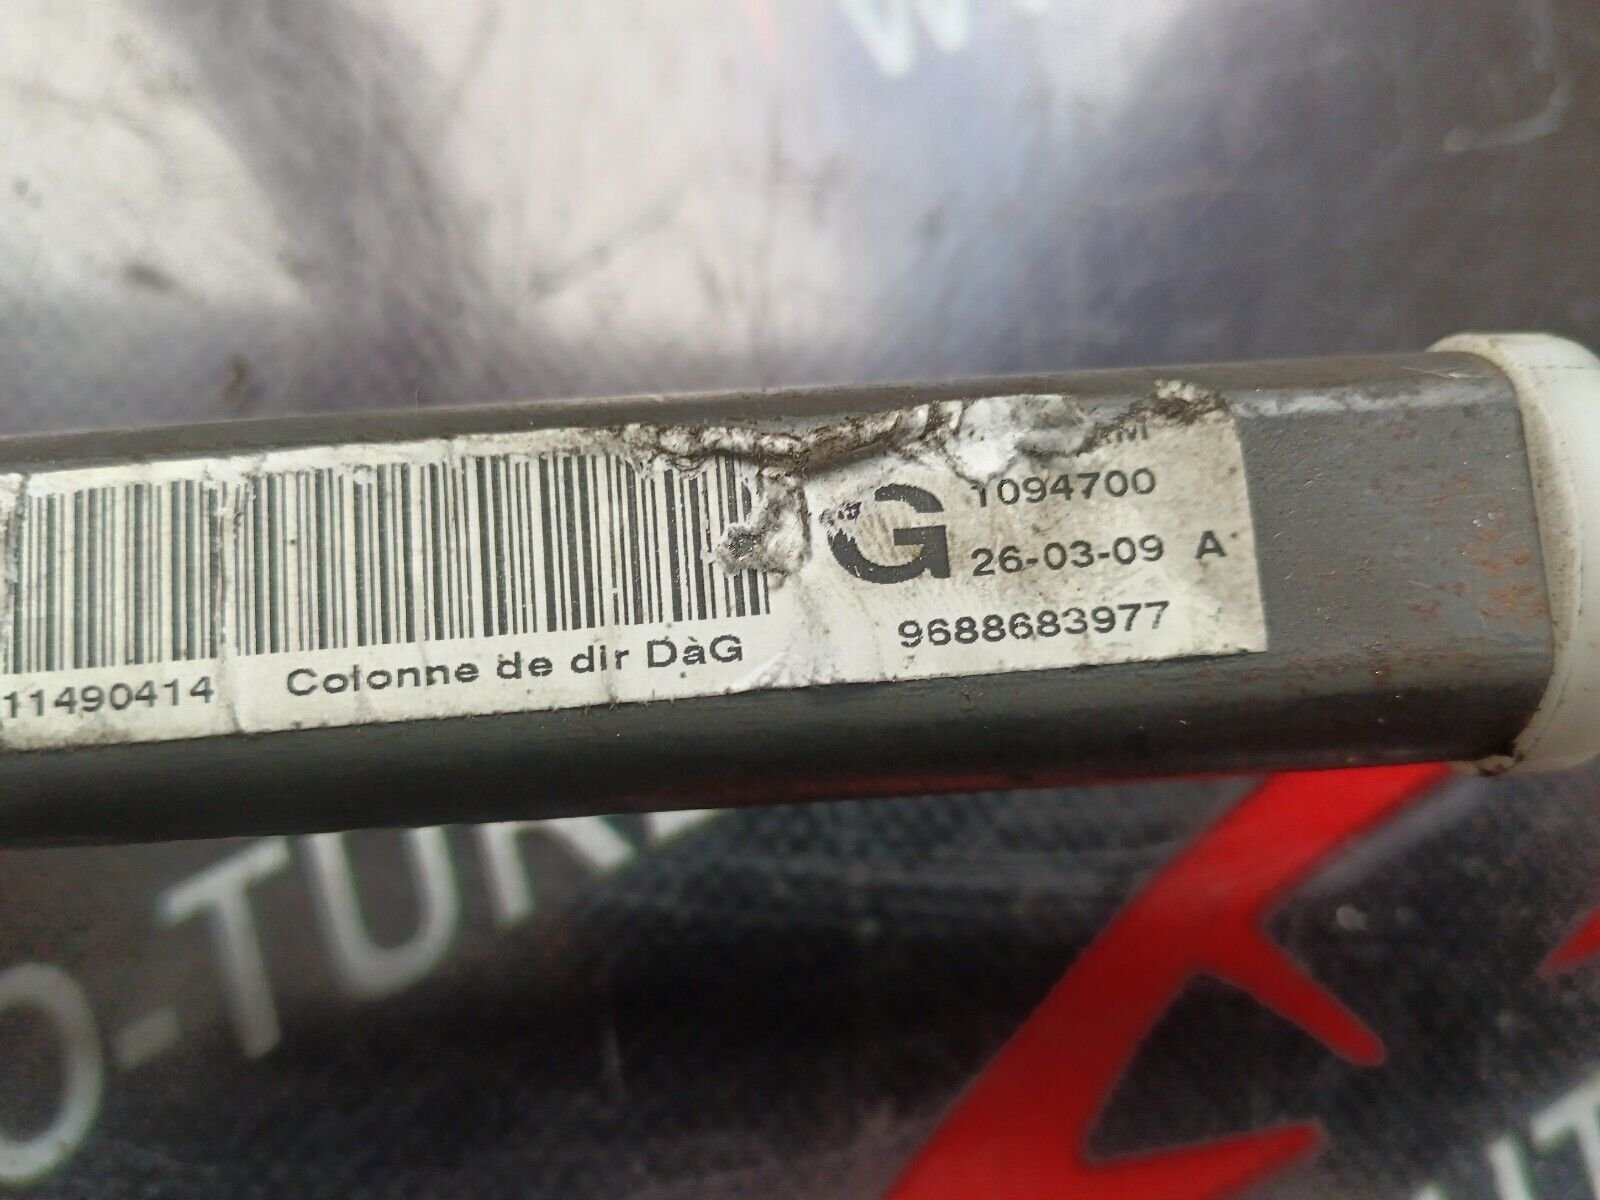 1094700
G
26-03-09 A
9688683977
Colonne de dir DàG
11490414